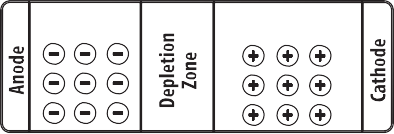 Anode
− − −
− − −
− − −
Depletion
Zone
+ + +
+ + +
+ + +
Cathode